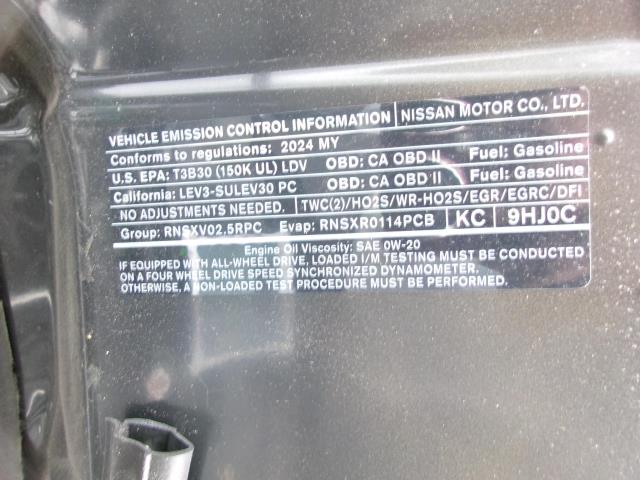 VEHICLE EMISSION CONTROL INFORMATION NISSAN MOTOR CO., LTD.
Conforms to regulations: 2024 MY
U.S. EPA: T3B30 (150K UL) LDV OBD: CA OBD II Fuel: Gasoline
California: LEV3-SULEV30 PC OBD: CA OBD II Fuel: Gasoline
NO ADJUSTMENTS NEEDED. TWC(2)/HO2S/WR-HO2S/EGR/EGRC/DFI
Group: RNSXV02.5RPC Evap: RNSXR0114PCB KC 9HJ0C
Engine Oil Viscosity: SAE 0W-20
IF EQUIPPED WITH ALL-WHEEL DRIVE, LOADED I/M TESTING MUST BE CONDUCTED
ON A FOUR WHEEL DRIVE SPEED SYNCHRONIZED DYNAMOMETER.
OTHERWISE, A NON-LOADED TEST PROCEDURE MUST BE PERFORMED.